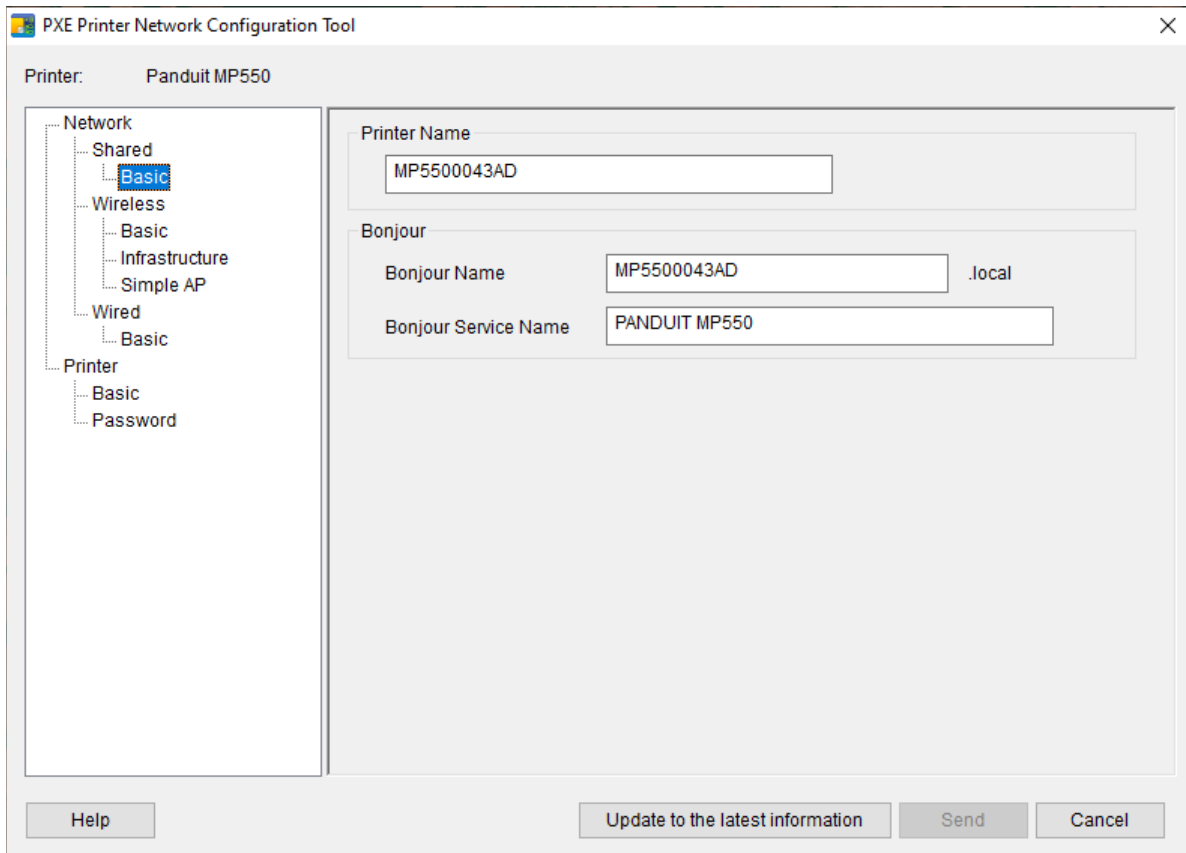 PXE Printer Network Configuration Tool
Printer: Panduit MP550
Network
Shared
Basic
Wireless
Basic
Infrastructure
Simple AP
Wired
Basic
Printer
Basic
Password
Printer Name
MP5500043AD
Bonjour
Bonjour Name MP5500043AD .local
Bonjour Service Name PANDUIT MP550
Help Update to the latest information Send Cancel